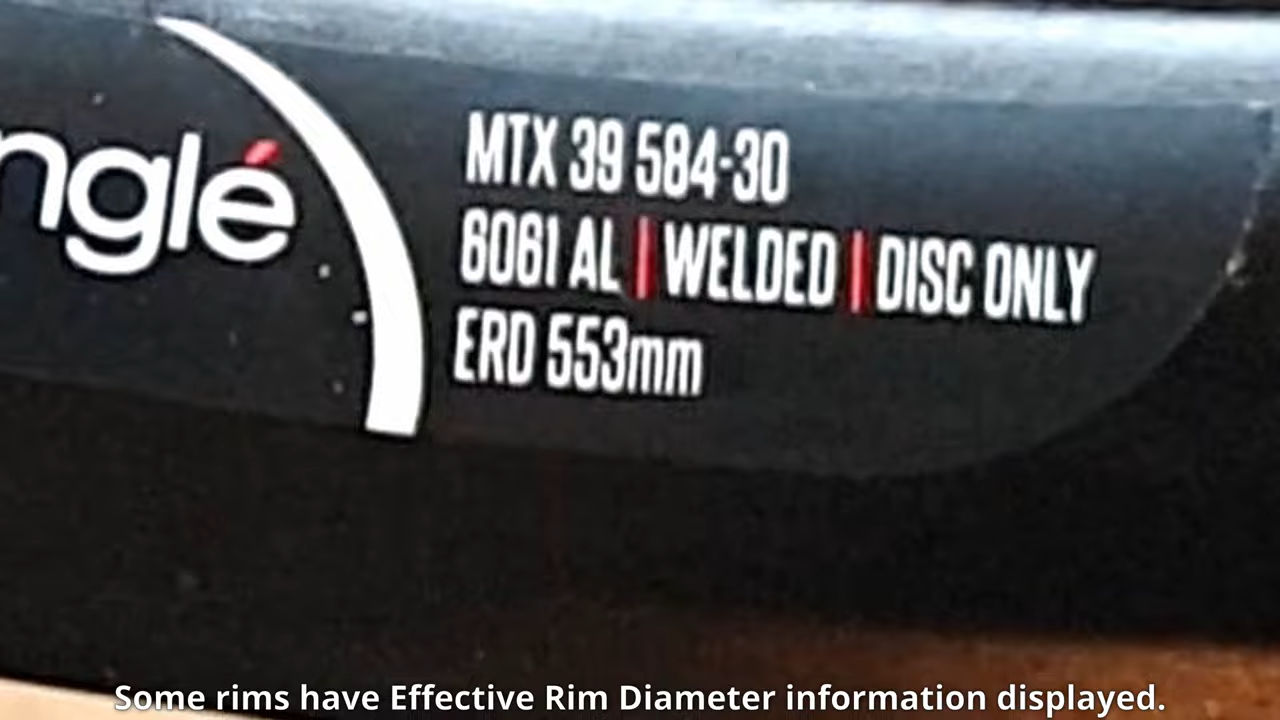 nglé
MTX 39 584-30
6061 AL | WELDED | DISC ONLY
ERD 553mm
Some rims have Effective Rim Diameter information displayed.